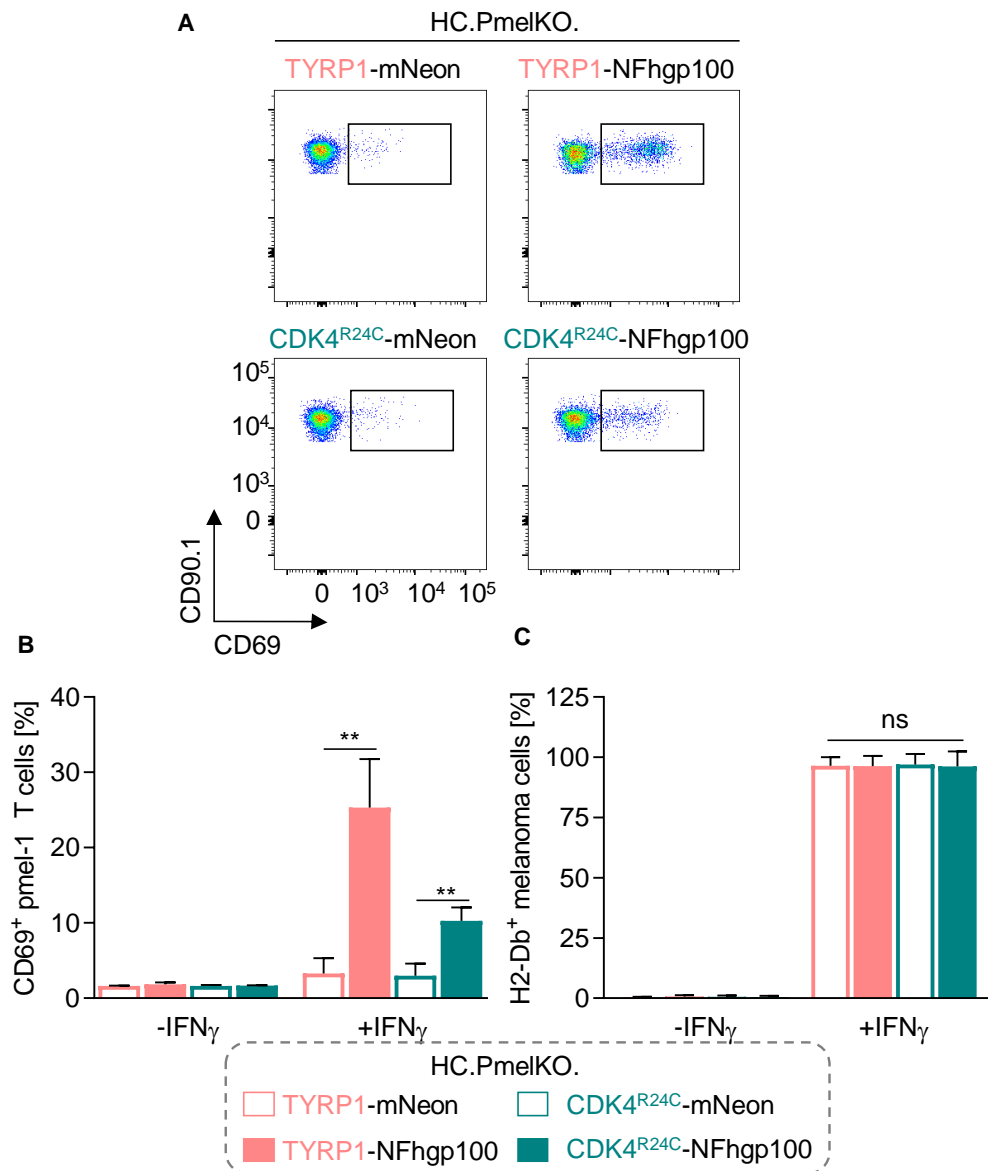 A
HC.PmelKO.
TYRP1-mNeon TYRP1-NFhgp100
CDK4R24C-mNeon CDK4R24C-NFhgp100
10⁵
10⁴
10³
0
CD90.1
0 10³ 10⁴ 10⁵
CD69
B
CD69+ pmel-1 T cells [%]
40
30
20
10
0
**
**
-IFNγ +IFNγ
C
H2-Db+ melanoma cells [%]
125
100
75
50
25
0
ns
-IFNγ +IFNγ
HC.PmelKO.
TYRP1-mNeon CDK4R24C-mNeon
TYRP1-NFhgp100 CDK4R24C-NFhgp100